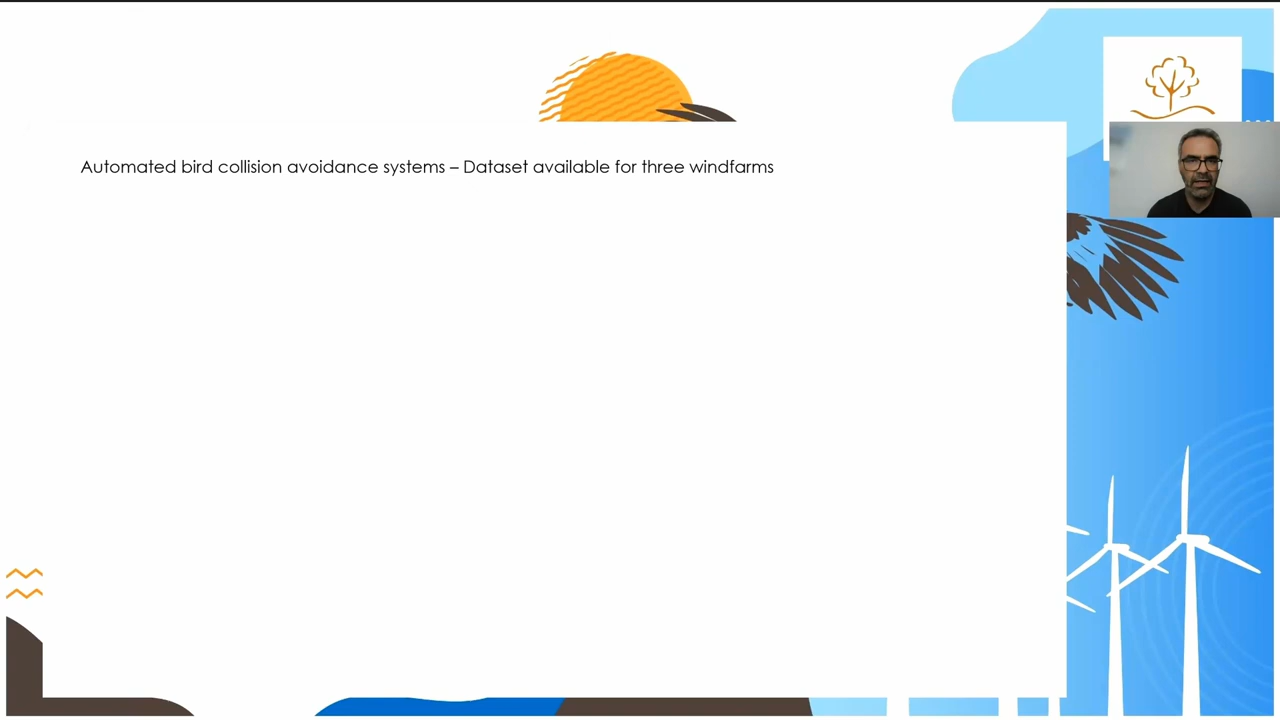 Automated bird collision avoidance systems – Dataset available for three windfarms